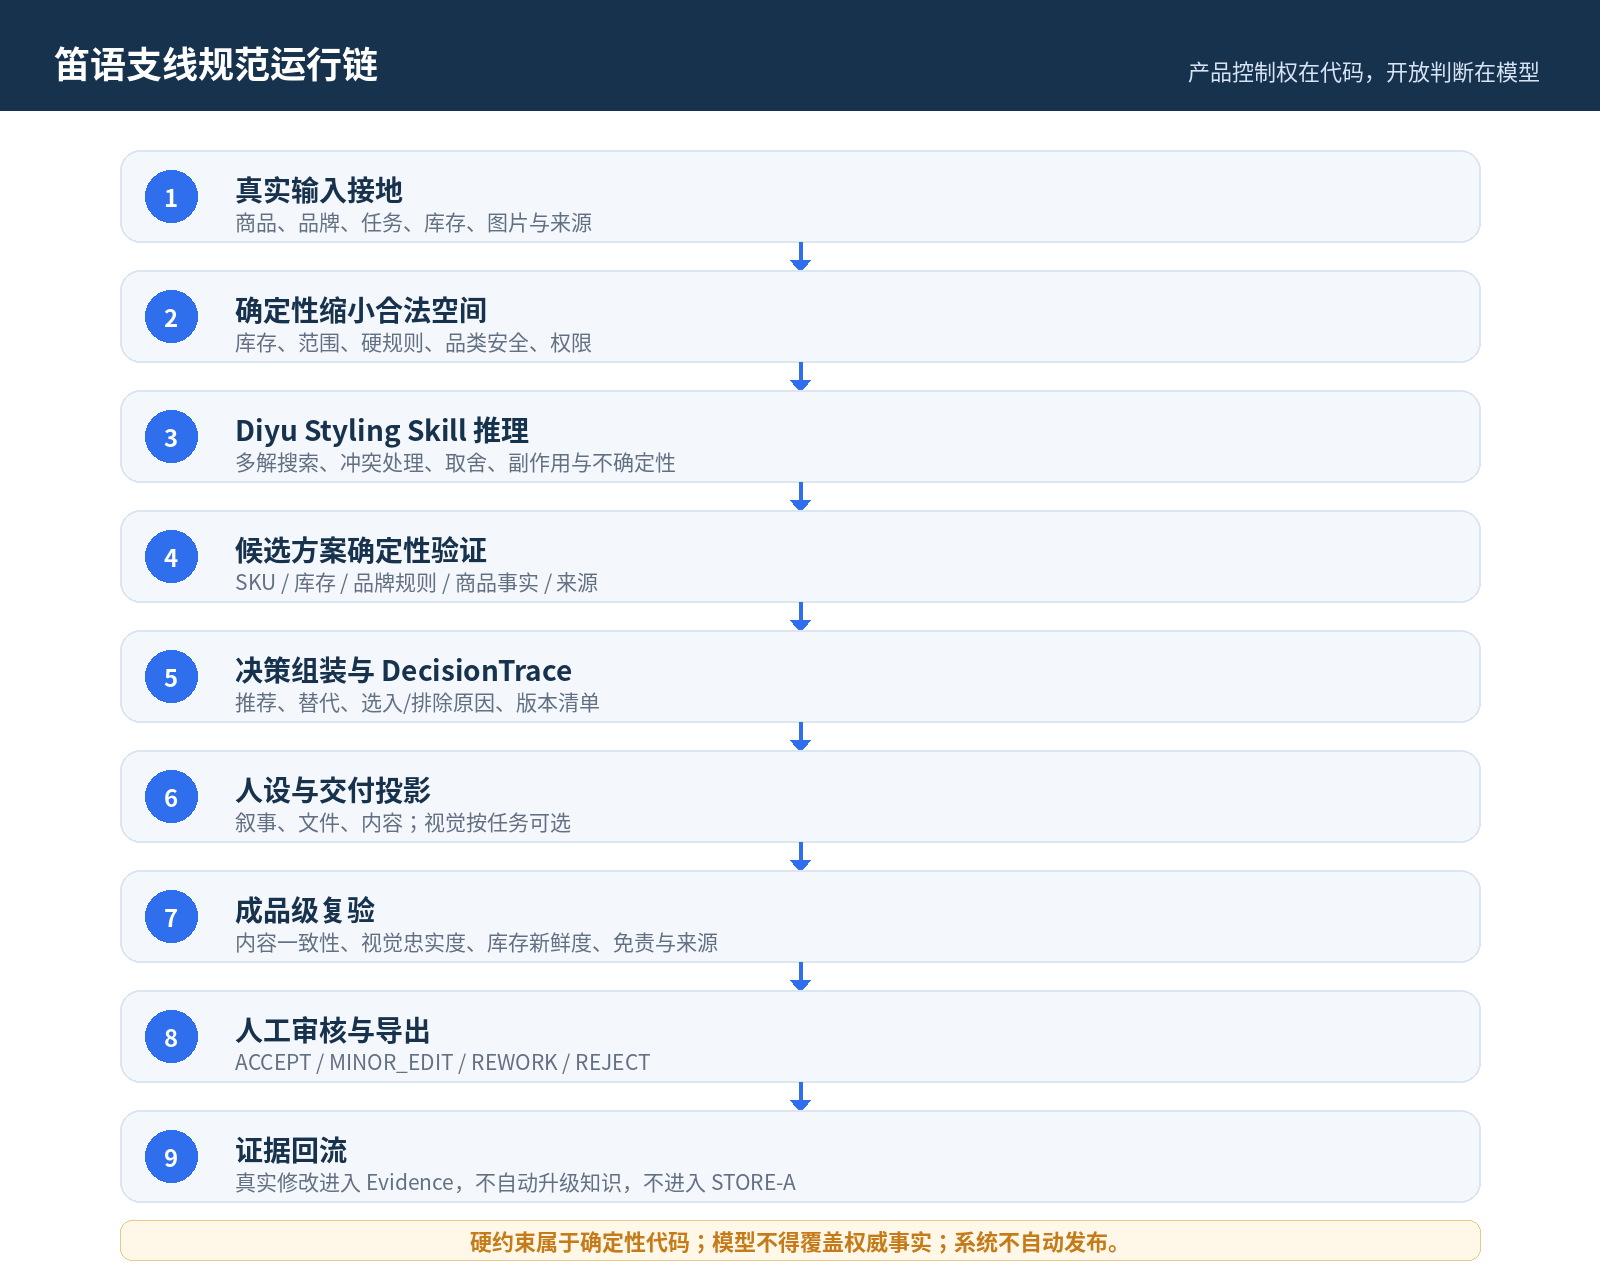 笛语支线规范运行链
产品控制权在代码，开放判断在模型
1
真实输入接地
商品、品牌、任务、库存、图片与来源
2
确定性缩小合法空间
库存、范围、硬规则、品类安全、权限
3
Diyu Styling Skill 推理
多解搜索、冲突处理、取舍、副作用与不确定性
4
候选方案确定性验证
SKU / 库存 / 品牌规则 / 商品事实 / 来源
5
决策组装与 DecisionTrace
推荐、替代、选入/排除原因、版本清单
6
人设与交付投影
叙事、文件、内容；视觉按任务可选
7
成品级复验
内容一致性、视觉忠实度、库存新鲜度、免责与来源
8
人工审核与导出
ACCEPT / MINOR_EDIT / REWORK / REJECT
9
证据回流
真实修改进入 Evidence，不自动升级知识，不进入 STORE-A
硬约束属于确定性代码；模型不得覆盖权威事实；系统不自动发布。